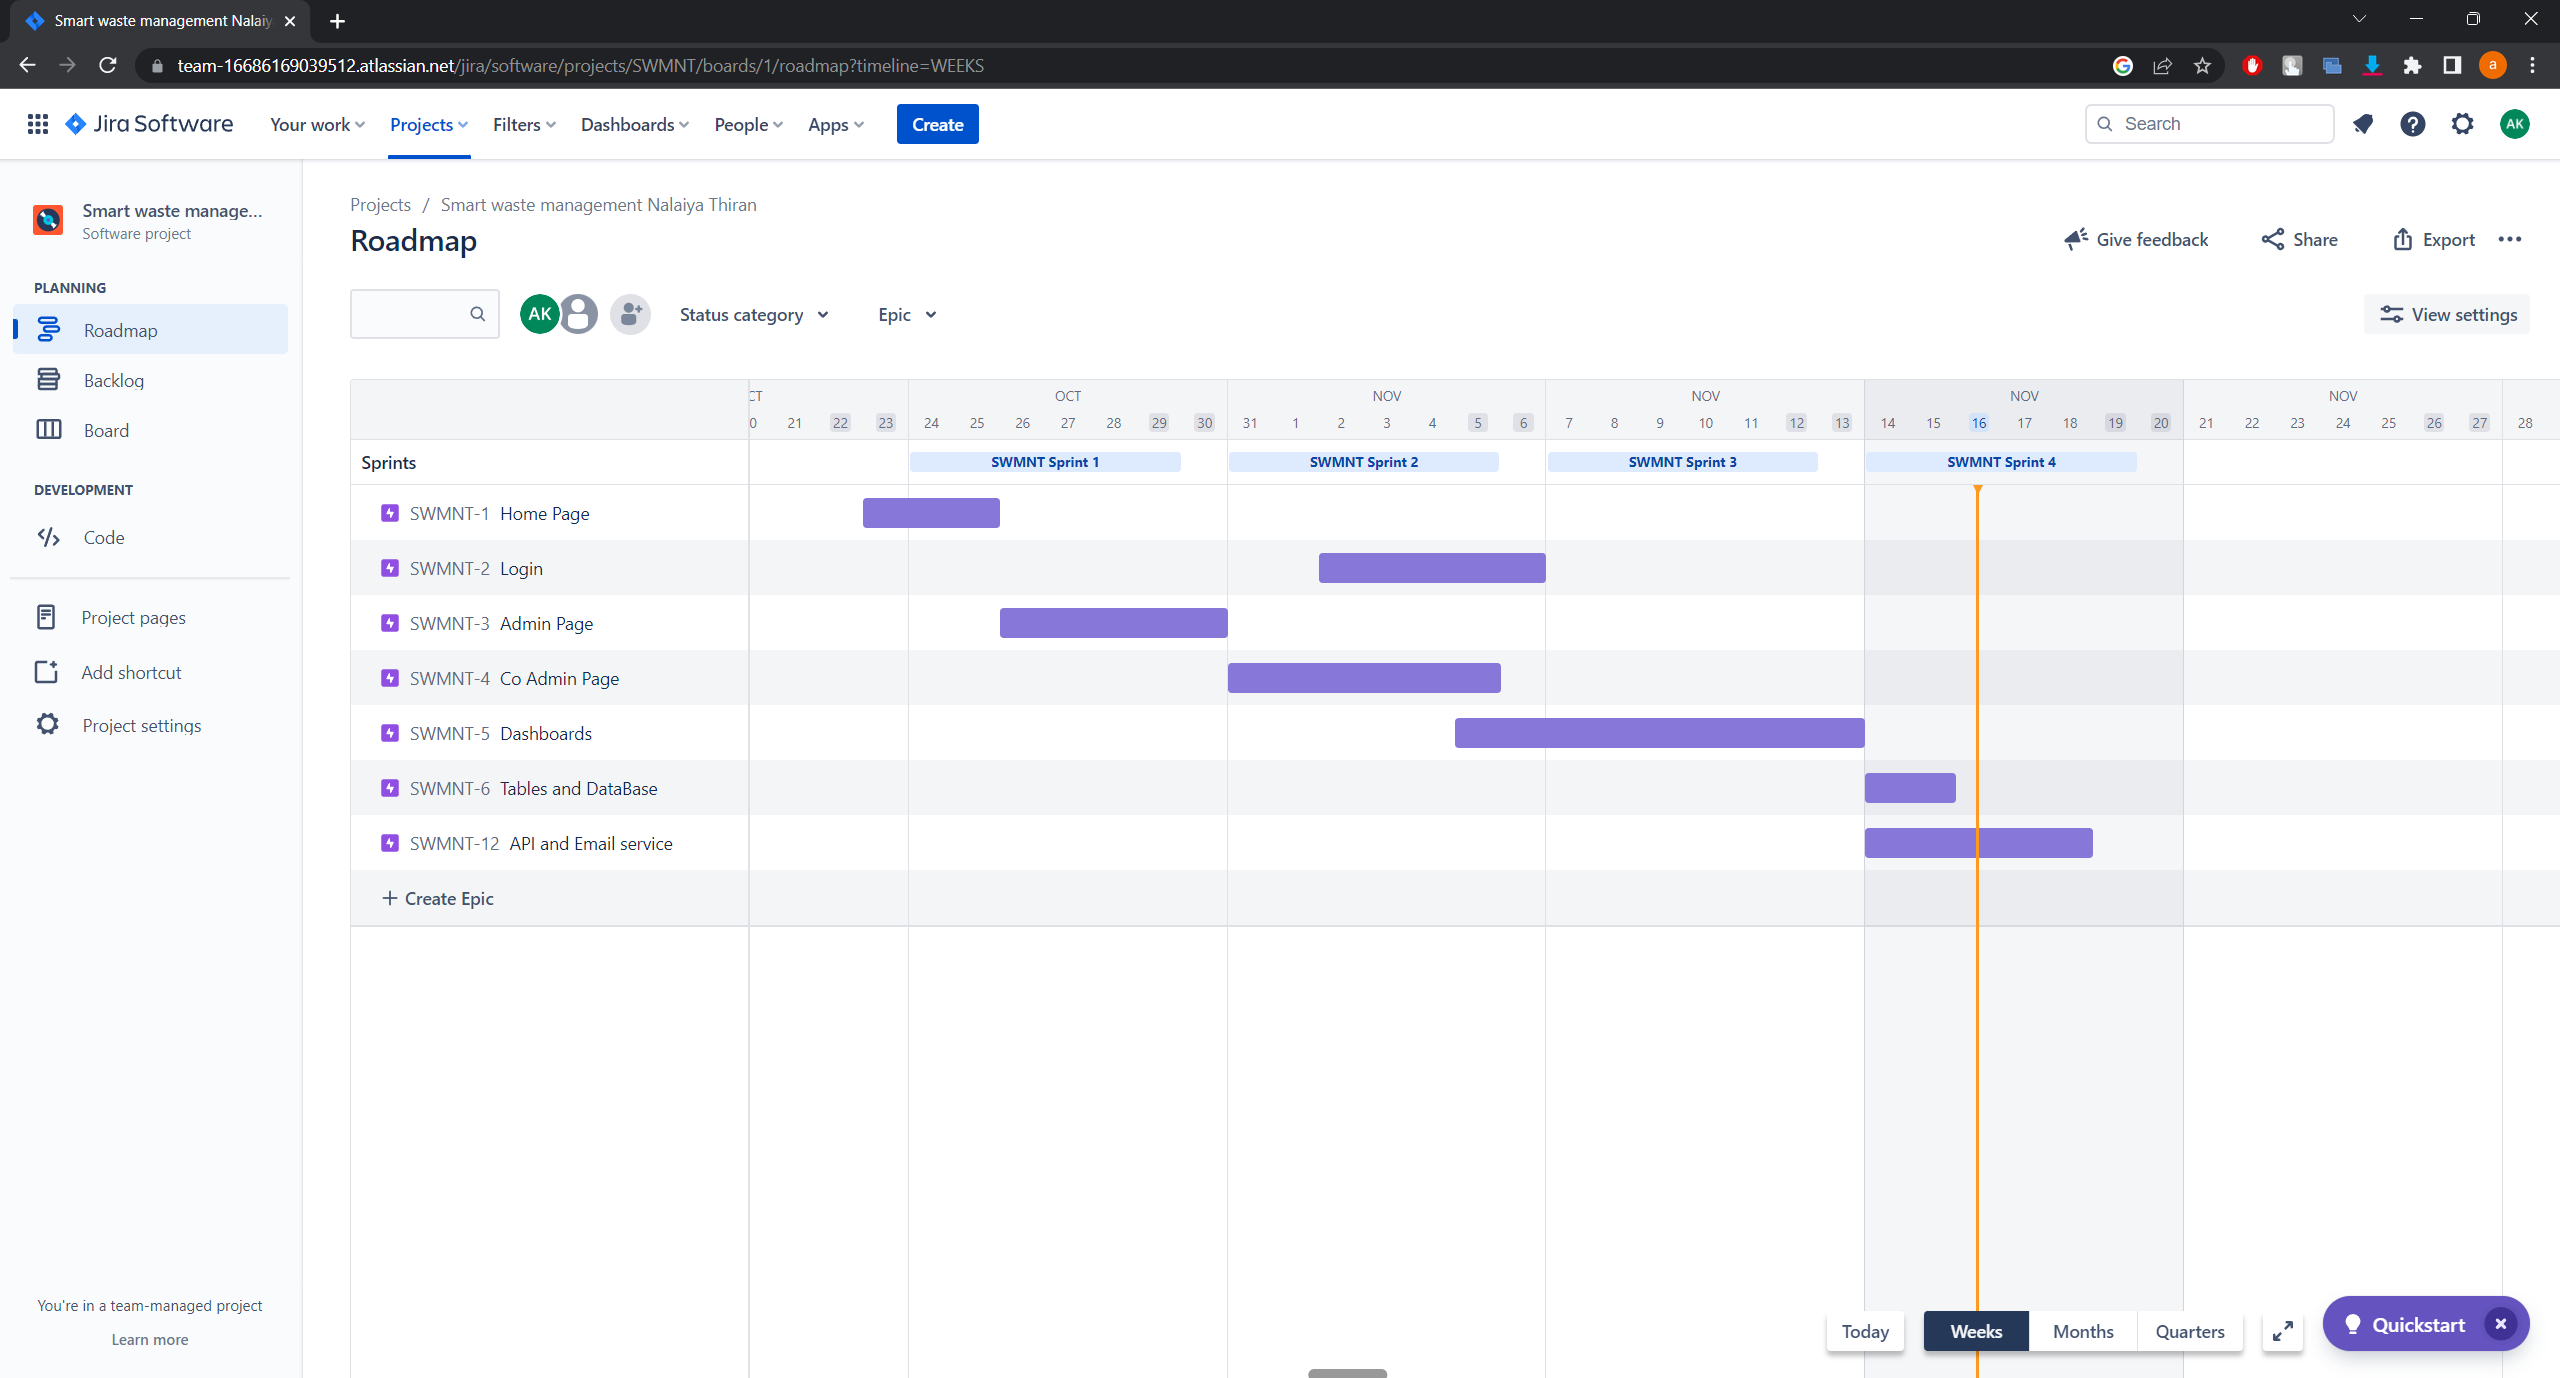 Smart waste management Nalaiy
team-16686169039512.atlassian.net/jira/software/projects/SWMNT/boards/1/roadmap?timeline=WEEKS
a
Jira Software Your work Projects Filters Dashboards People Apps Create Search AK
Smart waste manage...
Software project
PLANNING
Roadmap
Backlog
Board
DEVELOPMENT
Code
Project pages
Add shortcut
Project settings
You're in a team-managed project
Learn more
Projects / Smart waste management Nalaiya Thiran
Roadmap
Give feedback Share Export
AK Status category Epic View settings
CT OCT NOV NOV NOV NOV
0 21 22 23 24 25 26 27 28 29 30 31 1 2 3 4 5 6 7 8 9 10 11 12 13 14 15 16 17 18 19 20 21 22 23 24 25 26 27 28
Sprints SWMNT Sprint 1 SWMNT Sprint 2 SWMNT Sprint 3 SWMNT Sprint 4
SWMNT-1 Home Page
SWMNT-2 Login
SWMNT-3 Admin Page
SWMNT-4 Co Admin Page
SWMNT-5 Dashboards
SWMNT-6 Tables and DataBase
SWMNT-12 API and Email service
+ Create Epic
Today Weeks Months Quarters Quickstart